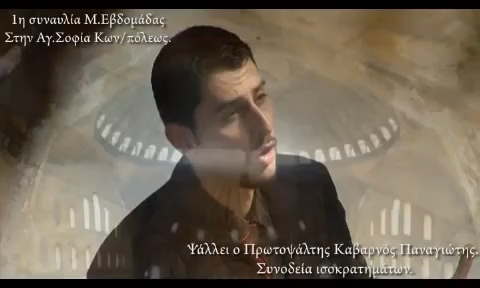 1η συναυλία Μ.Εβδομάδας
Στην Αγ.Σοφία Κων/πόλεως.
Ψάλλει ο Πρωτοψάλτης Καβαρνός Παναγιώτης.
Συνοδεία ισοκρατημάτων.